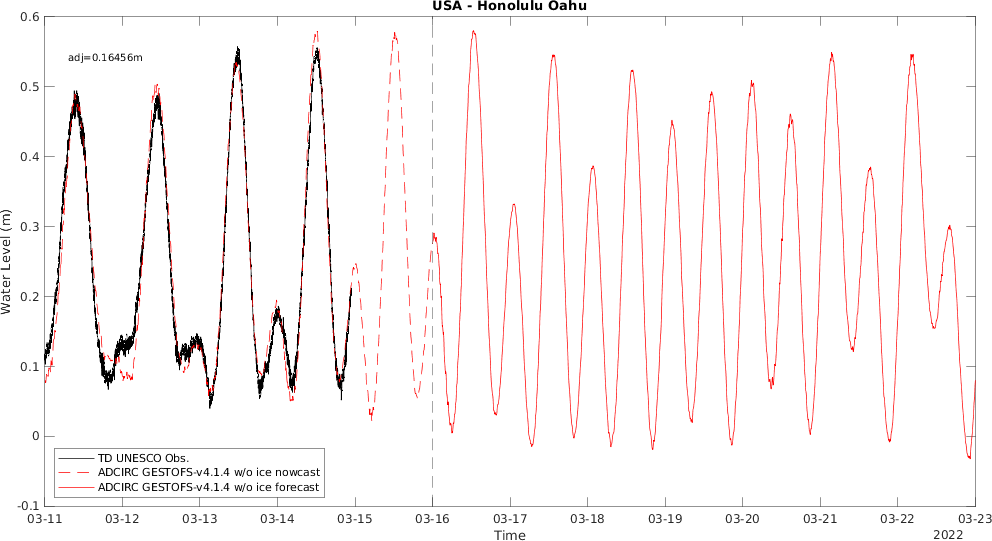 USA - Honolulu Oahu
adj=0.16456m
0.6
0.5
0.4
0.3
0.2
0.1
0
-0.1
Water Level (m)
TD UNESCO Obs.
ADCIRC GESTOFS-v4.1.4 w/o ice nowcast
ADCIRC GESTOFS-v4.1.4 w/o ice forecast
03-11 03-12 03-13 03-14 03-15 03-16 03-17 03-18 03-19 03-20 03-21 03-22 03-23
Time
2022